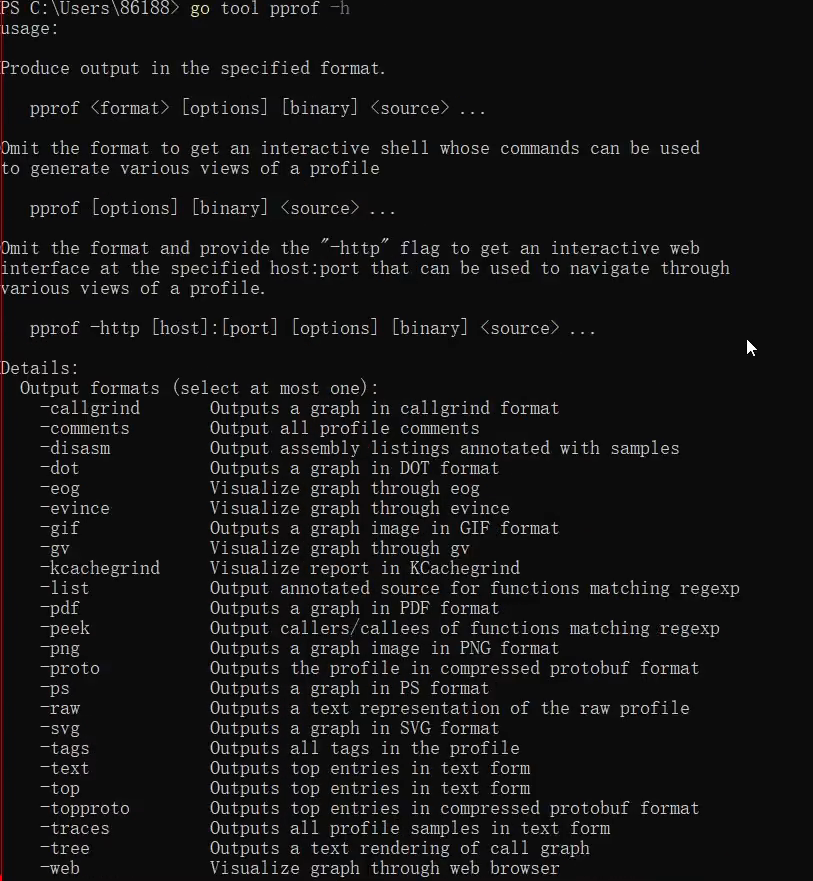 PS C:\Users\86188> go tool pprof -h
usage:
Produce output in the specified format.
pprof <format> [options] [binary] <source> ...
Omit the format to get an interactive shell whose commands can be used
to generate various views of a profile
pprof [options] [binary] <source> ...
Omit the format and provide the "-http" flag to get an interactive web
interface at the specified host:port that can be used to navigate through
various views of a profile.
pprof -http [host]:[port] [options] [binary] <source> ...
Details:
Output formats (select at most one):
-callgrind Outputs a graph in callgrind format
-comments Output all profile comments
-disasm Output assembly listings annotated with samples
-dot Outputs a graph in DOT format
-eog Visualize graph through eog
-evince Visualize graph through evince
-gif Outputs a graph image in GIF format
-gv Visualize graph through gv
-kcachegrind Visualize report in KCachegrind
-list Output annotated source for functions matching regexp
-pdf Outputs a graph in PDF format
-peek Output callers/callees of functions matching regexp
-png Outputs a graph image in PNG format
-proto Outputs the profile in compressed protobuf format
-ps Outputs a graph in PS format
-raw Outputs a text representation of the raw profile
-svg Outputs a graph in SVG format
-tags Outputs all tags in the profile
-text Outputs top entries in text form
-top Outputs top entries in text form
-topproto Outputs top entries in compressed protobuf format
-traces Outputs all profile samples in text form
-tree Outputs a text rendering of call graph
-web Visualize graph through web browser